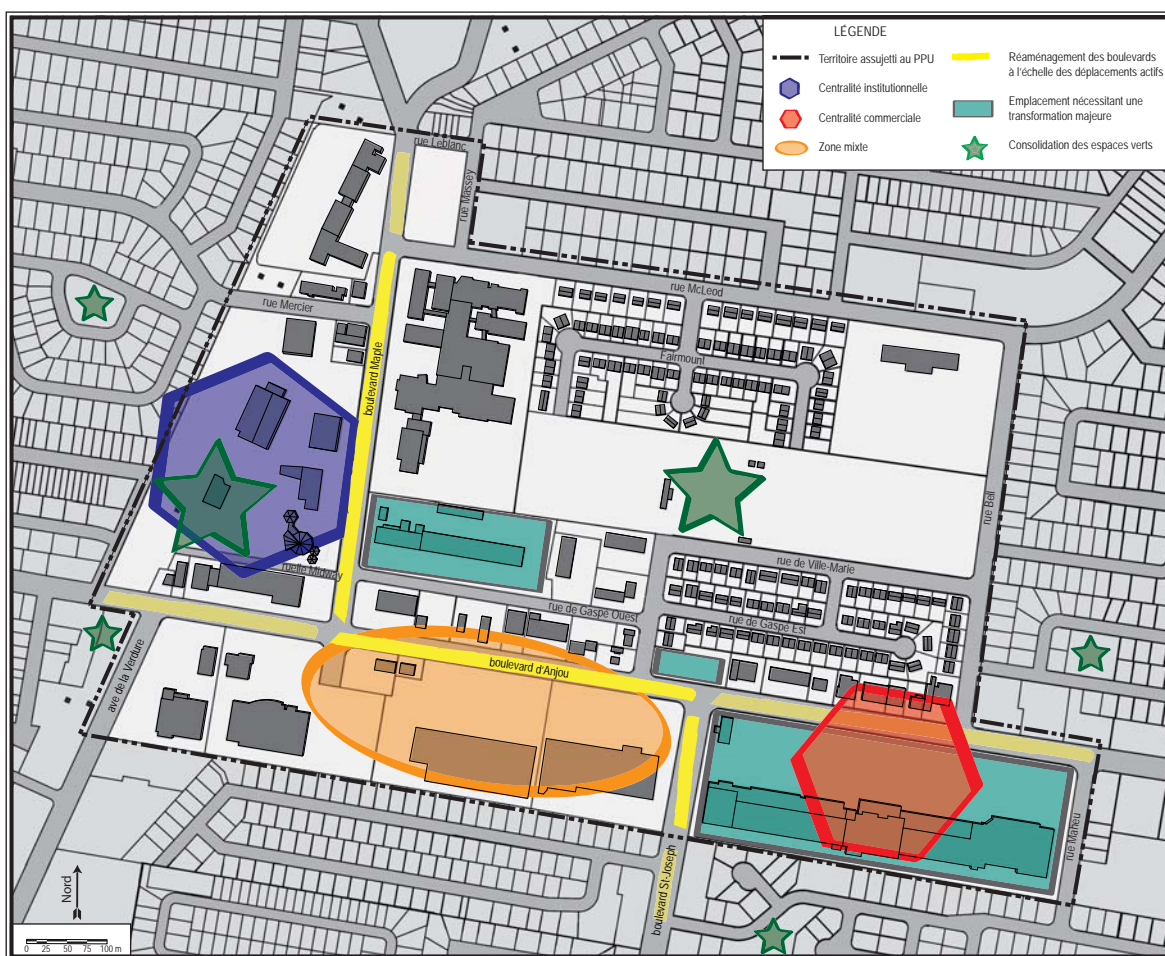 LÉGENDE
Territoire assujetti au PPU
Centralité institutionnelle
Centralité commerciale
Zone mixte
Réaménagement des boulevards
à l'échelle des déplacements actifs
Emplacement nécessitant une
transformation majeure
Consolidation des espaces verts
rue Leblanc
rue Massey
rue McLeod
rue Mercier
Fairmount
boulevard Maple
rue Bell
rue de Ville-Marie
ruelle Midway
rue de Gaspé Ouest
rue de Gaspé Est
boulevard d'Anjou
ave de la Verdure
rue Maheu
boulevard St-Joseph
Nord
0 25 50 75 100 m